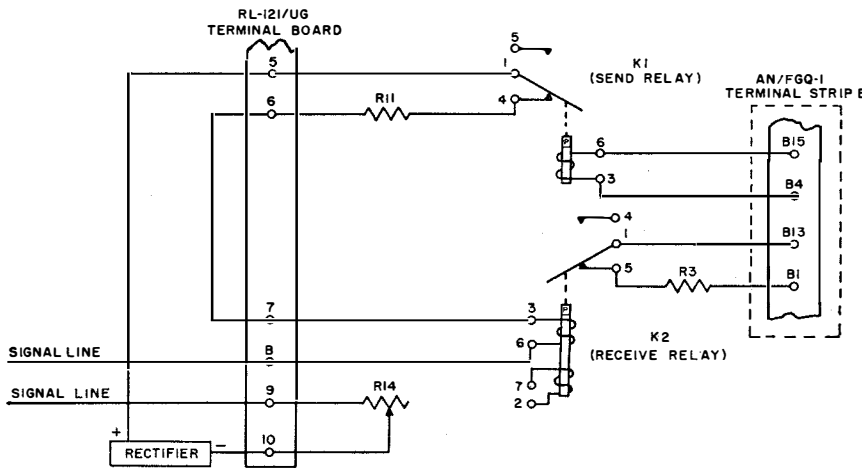 RL-121/UG
TERMINAL BOARD
5
K1
(SEND RELAY)
AN/FGQ-1
TERMINAL STRIP B
5
1
6
R11
4
P
6
B15
3
B4
4
1
B13
5
R3
B1
7
3
P
K2
(RECEIVE RELAY)
SIGNAL LINE
8
6
SIGNAL LINE
9
R14
7
2
+
RECTIFIER
-
10